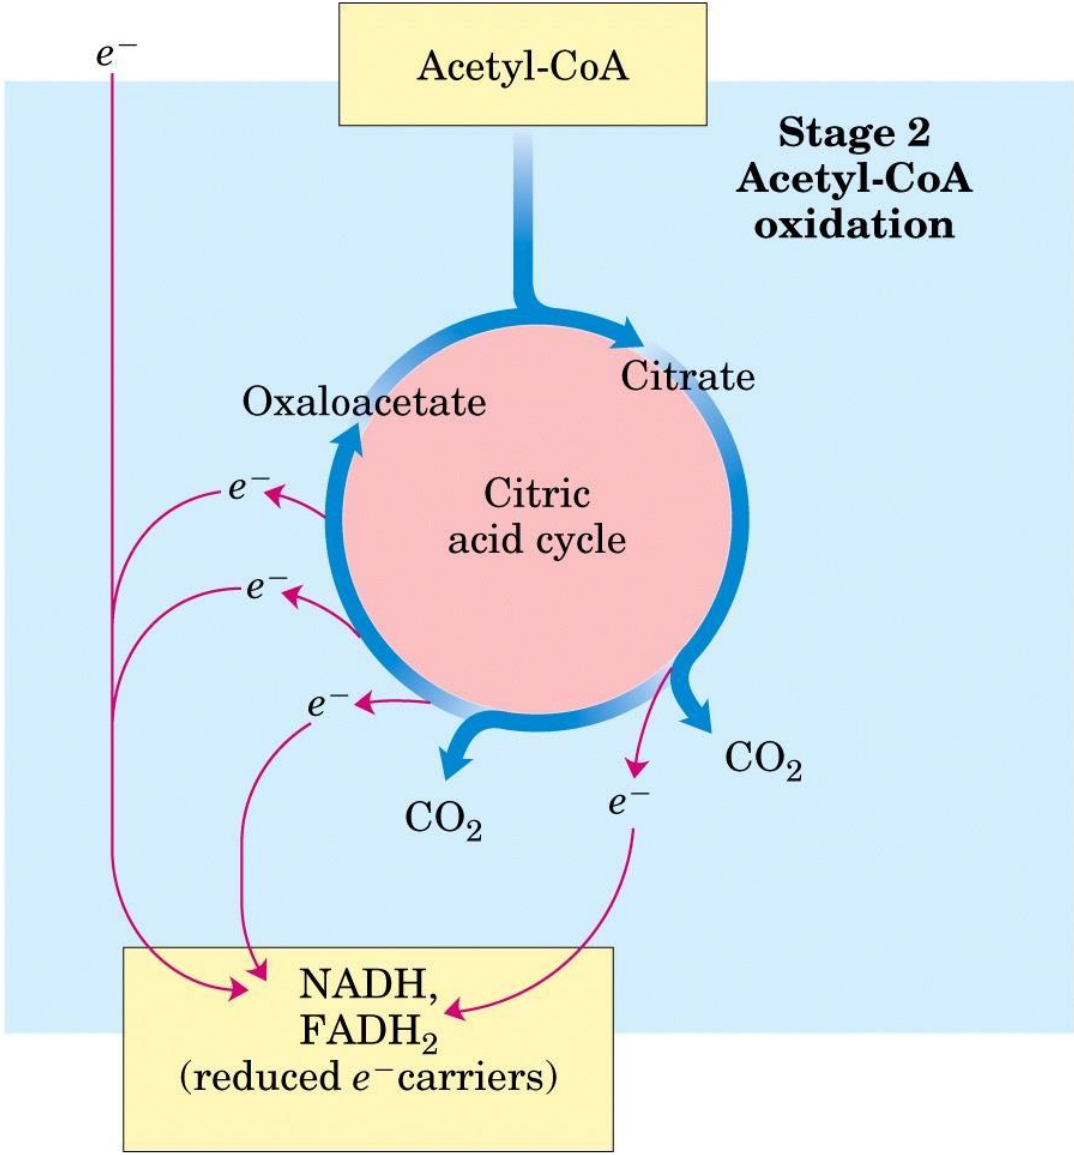 e⁻
Acetyl-CoA
Stage 2
Acetyl-CoA
oxidation
Citrate
Oxaloacetate
e⁻
Citric
acid cycle
e⁻
e⁻
CO₂
e⁻
CO₂
NADH,
FADH₂
(reduced e⁻ carriers)